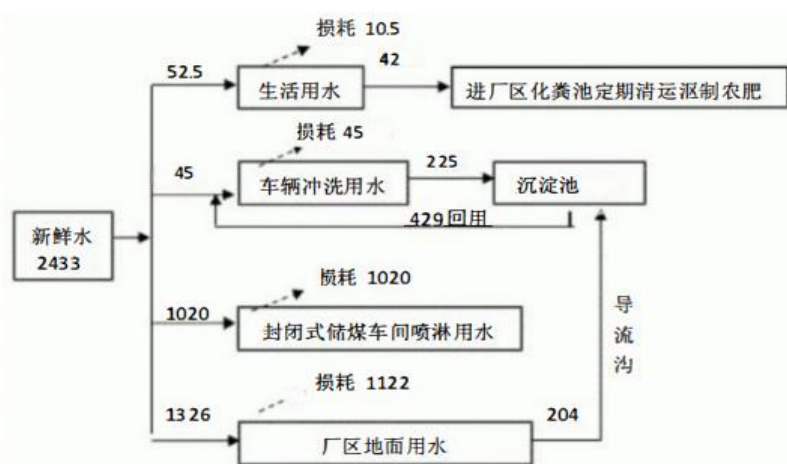 损耗 10.5
52.5
42
生活用水
进厂区化粪池定期清运沤制农肥
损耗 45
45
225
车辆冲洗用水
沉淀池
429回用
新鲜水
2433
损耗 1020
1020
封闭式储煤车间喷淋用水
导流沟
损耗 1122
1326
204
厂区地面用水